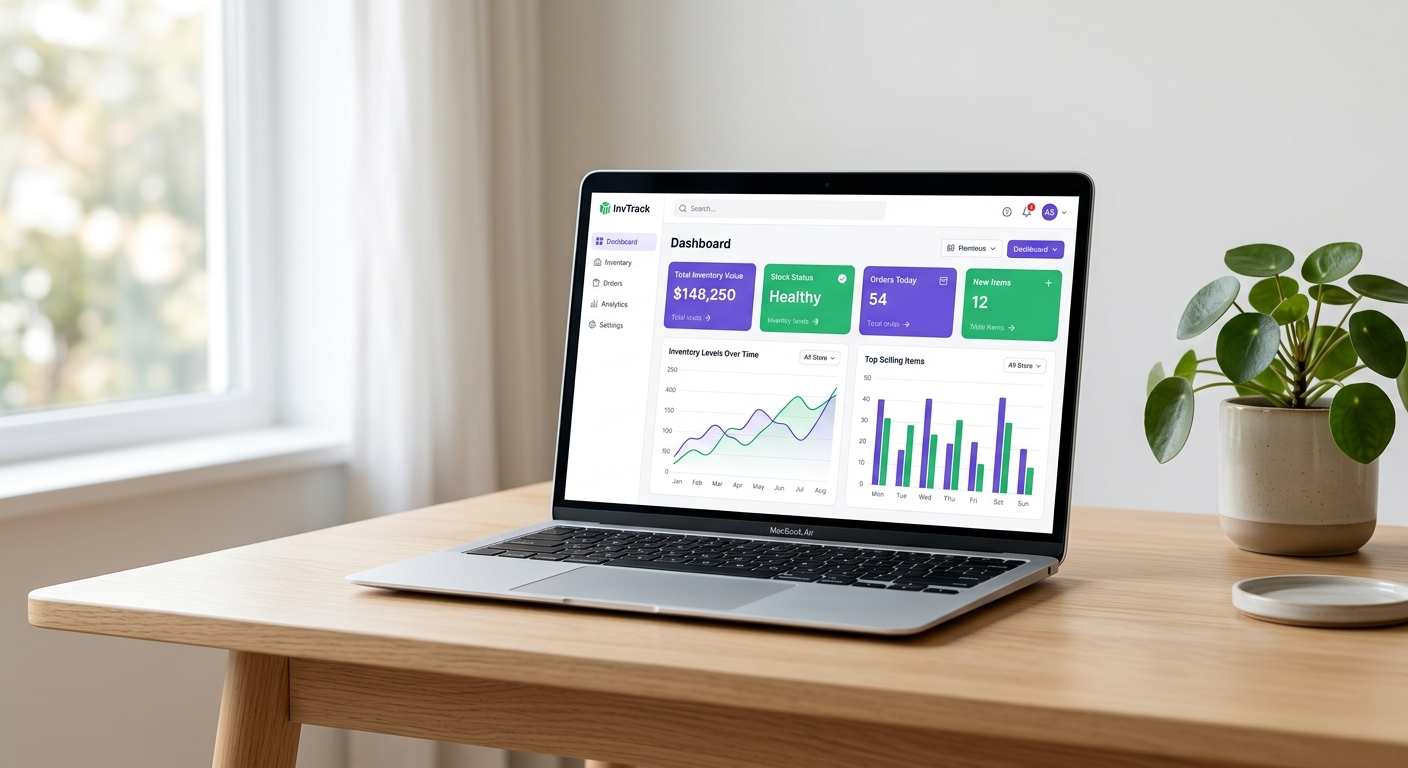 InvTrack
Search...
1
AS
Dashboard
Inventory
Orders
Analytics
Settings
Dashboard
Dashboard
Total Inventory Value
$148,250
Stock Status
Healthy
Orders Today
54
New Items
12
Inventory Levels Over Time
All Store
250
400
150
100
50
0
Jan
Feb
Mar
Apr
May
Jun
Jul
Aug
Top Selling Items
All Store
50
40
30
20
10
0
Mon
Tue
Wed
Thu
Fri
Sat
Sun